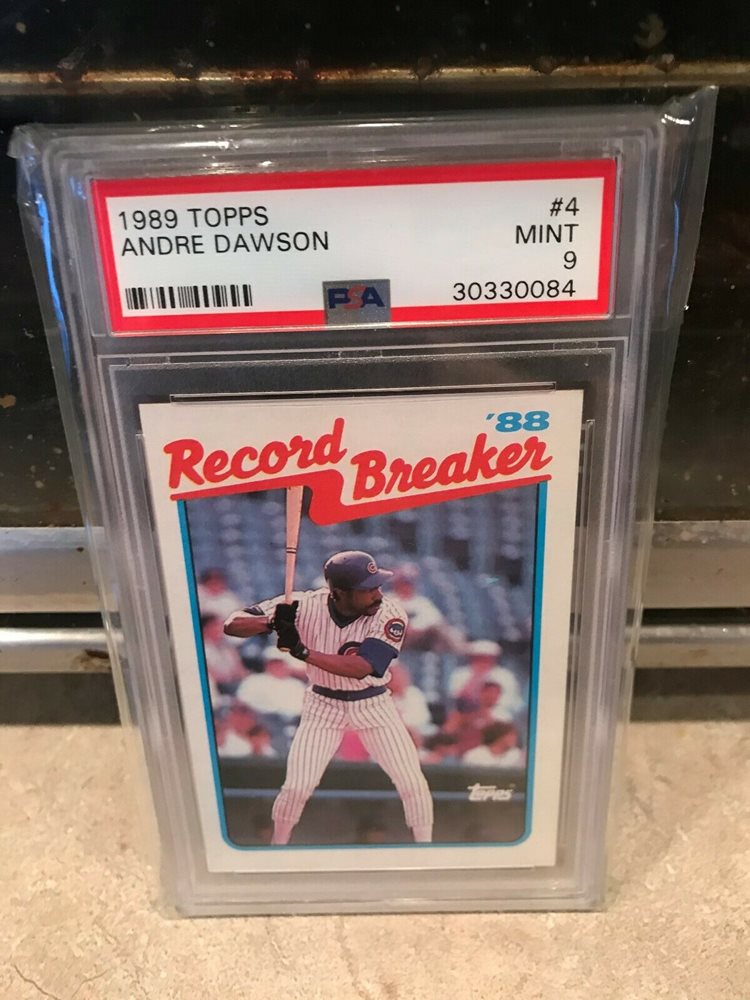 1989 TOPPS
#4
ANDRE DAWSON
MINT
9
PSA
30330084
'88
Record
Breaker
C
topps